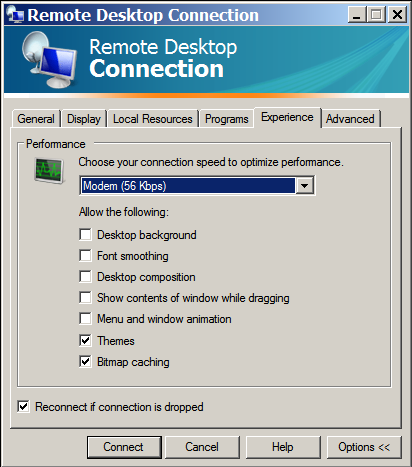 Remote Desktop Connection
Remote Desktop
Connection
General Display Local Resources Programs Experience Advanced
Performance
Choose your connection speed to optimize performance.
Modem (56 Kbps)
Allow the following:
Desktop background
Font smoothing
Desktop composition
Show contents of window while dragging
Menu and window animation
Themes
Bitmap caching
Reconnect if connection is dropped
Connect Cancel Help Options <<